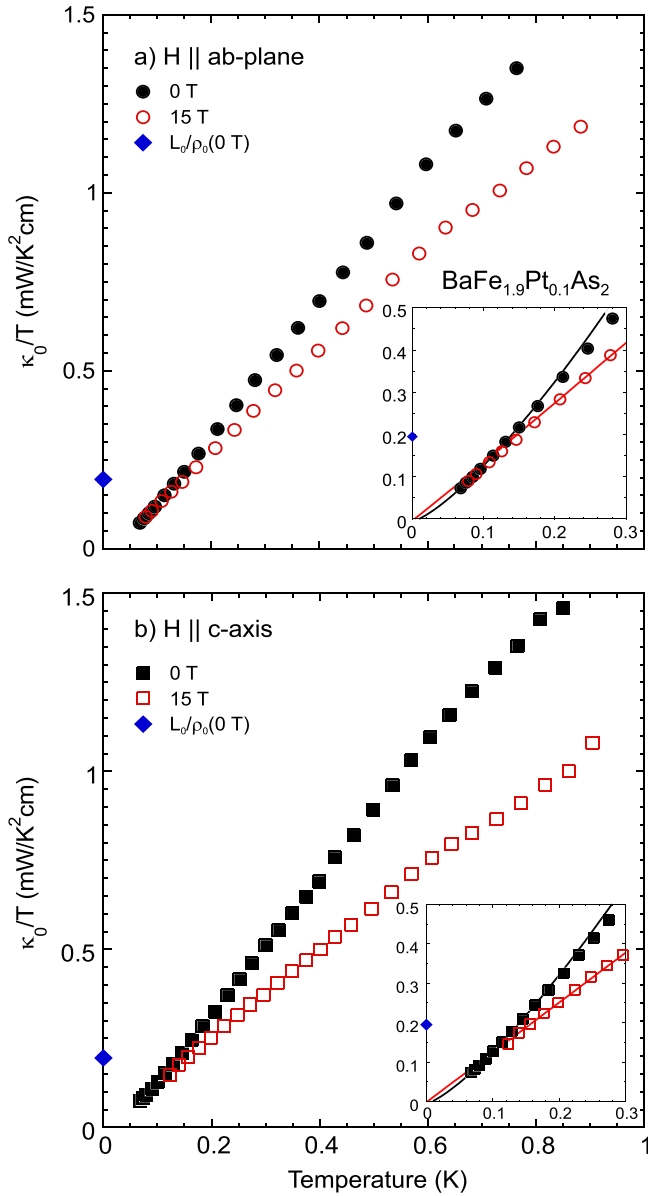 1.5
a) H || ab-plane
0 T
15 T
L₀/ρ₀(0 T)
1
κ₀/T (mW/K²cm)
BaFe₁.₉Pt₀.₁As₂
0.5
0.4
0.3
0.2
0.1
0
0 0.1 0.2 0.3
0.5
0
1.5
b) H || c-axis
0 T
15 T
L₀/ρ₀(0 T)
1
κ₀/T (mW/K²cm)
0.5
0.4
0.3
0.2
0.1
0
0 0.1 0.2 0.3
0.5
0
0 0.2 0.4 0.6 0.8 1
Temperature (K)